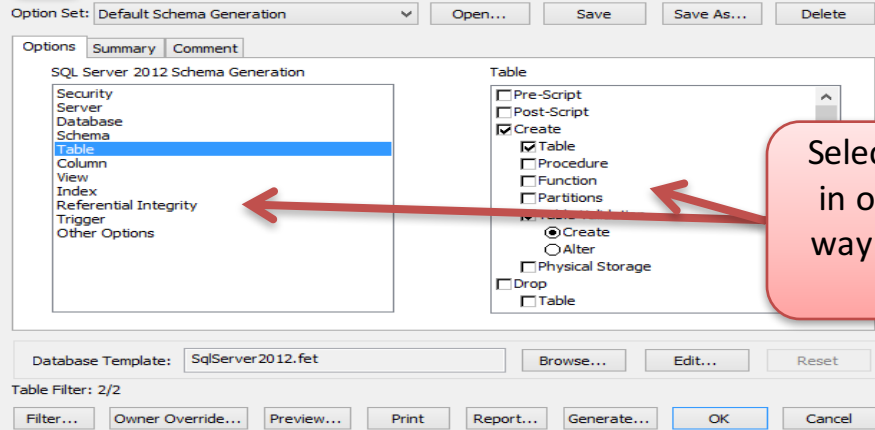 Option Set: Default Schema Generation Open... Save Save As... Delete
Options Summary Comment
SQL Server 2012 Schema Generation
Security
Server
Database
Schema
Table
Column
View
Index
Referential Integrity
Trigger
Other Options
Table
Pre-Script
Post-Script
Create
Table
Procedure
Function
Partitions
Create
Alter
Physical Storage
Drop
Table
in
way
Database Template: SqlServer2012.fet Browse... Edit... Reset
Table Filter: 2/2
Filter... Owner Override... Preview... Print Report... Generate... OK Cancel